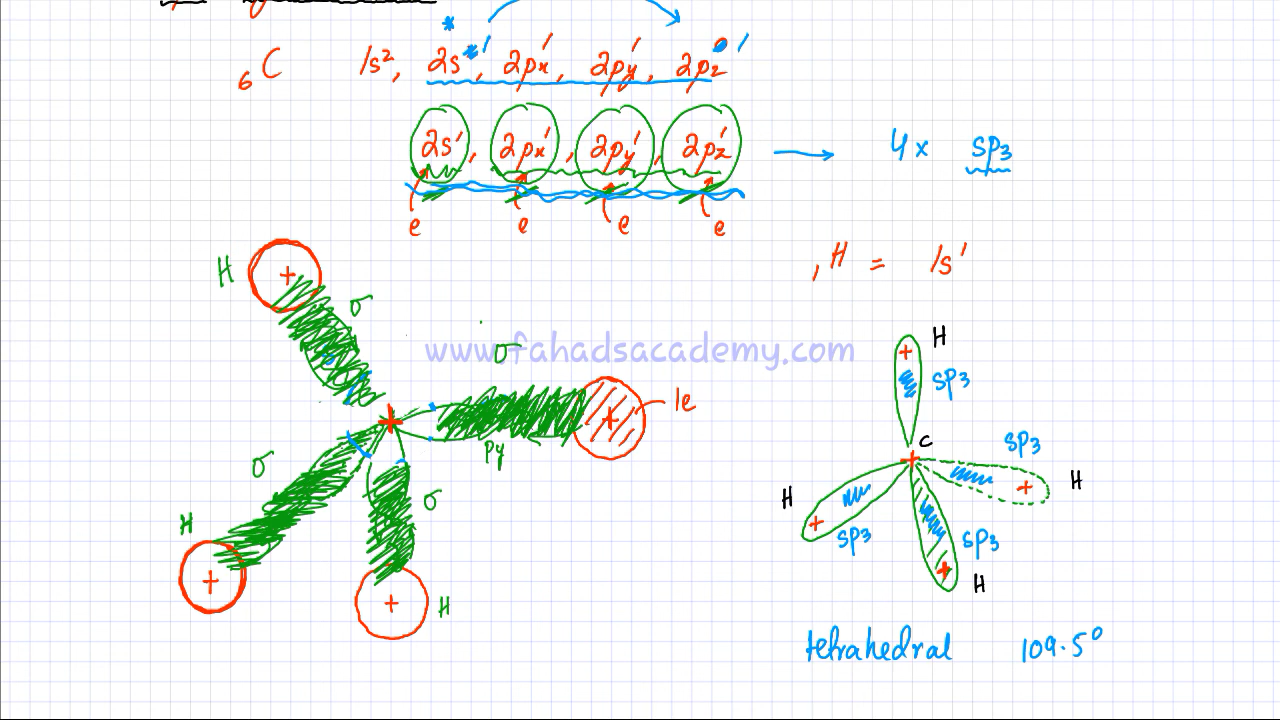 ₆C 1s², 2s¹, 2px¹, 2py¹, 2pz¹
2s¹, 2px¹, 2py¹, 2pz¹ → 4x sp3
e e e e
₁H = 1s¹
H
σ
www.fahadsacademy.com
σ
1e
py
σ
H
σ
H
H
sp3
C
sp3
H
H
sp3
sp3
H
tetrahedral 109.5°